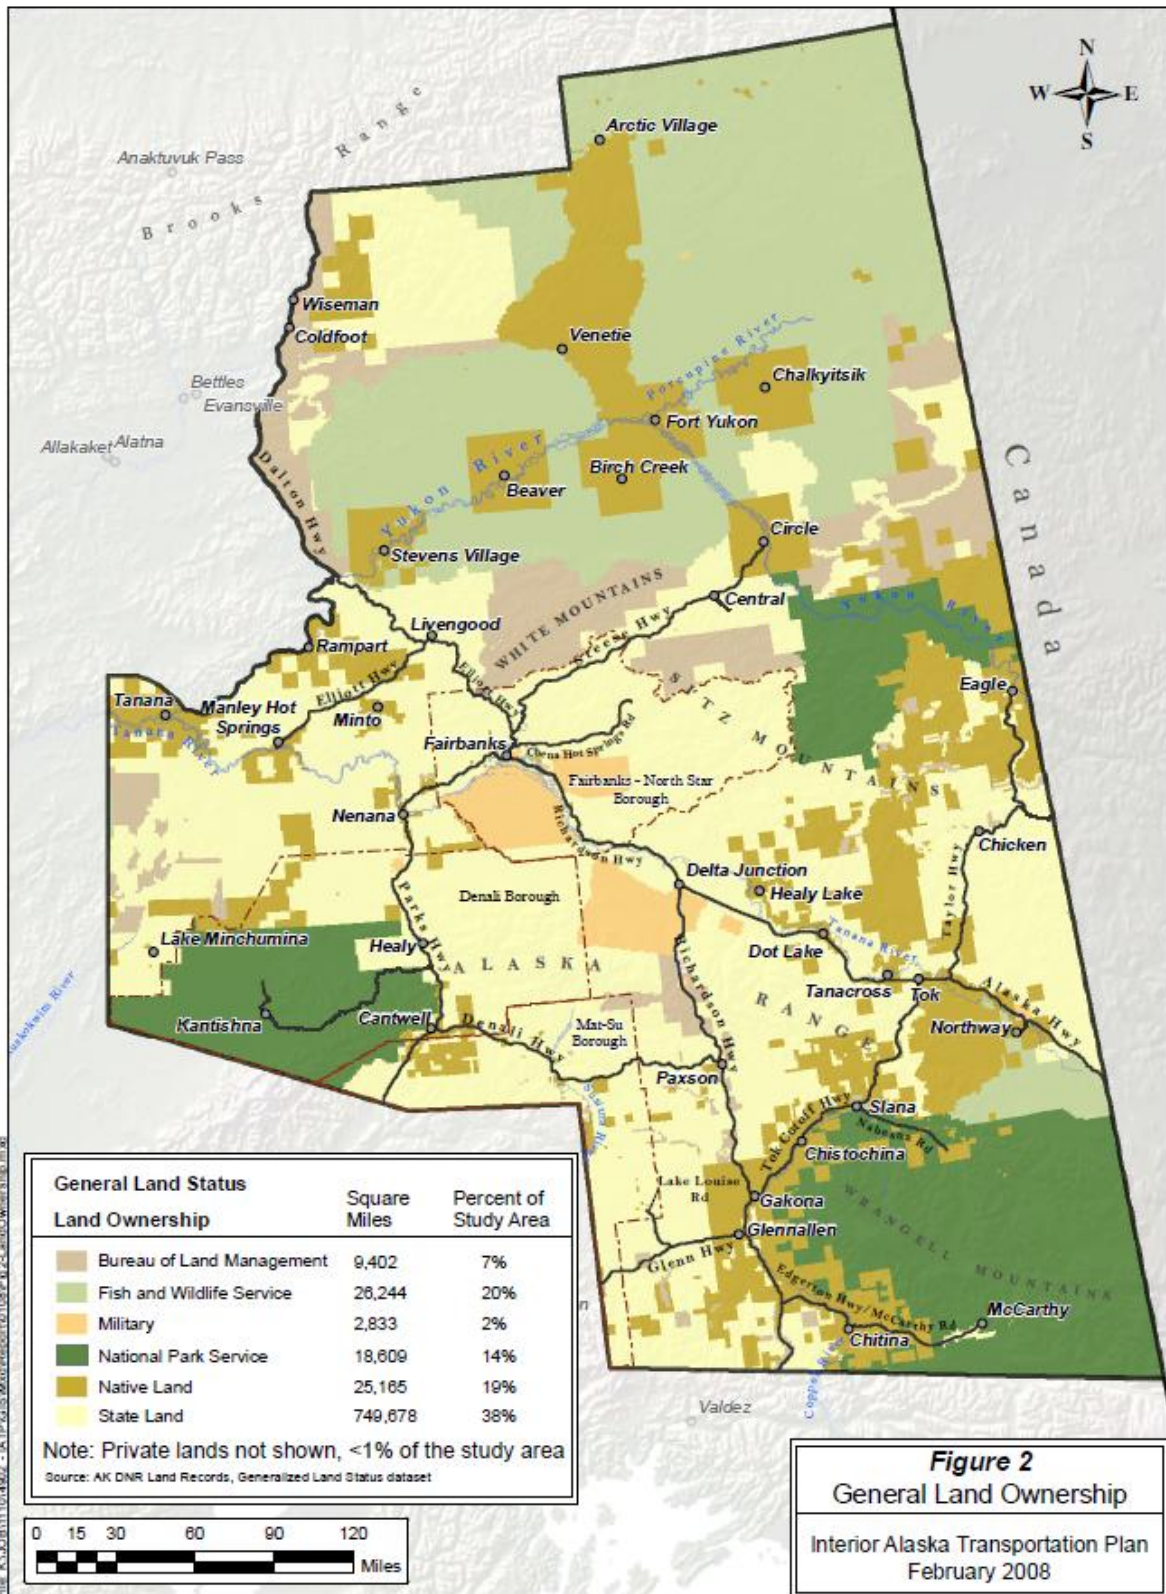 N
W E
S
Arctic Village
Anaktuvuk Pass
Brooks Range
Wiseman
Coldfoot
Venetie
Porcupine River
Chalkyitsik
Bettles
Evansville
Fort Yukon
Allakaket
Alatna
Birch Creek
Beaver
Yukon River
Dalton Hwy
Canada
Circle
Stevens Village
WHITE MOUNTAINS
Central
Yukon River
Steese Hwy
Livengood
Rampart
Elliott Hwy
Elliott Hwy
Eagle
Tanana
Manley Hot
Springs
Minto
Tanana River
Fairbanks
Chena Hot Springs Rd
Fairbanks - North Star
Borough
MOUNTAINS
Nenana
Richardson Hwy
Chicken
Taylor Hwy
Delta Junction
Healy Lake
Denali Borough
Parks Hwy
Lake Minchumina
Healy
Dot Lake
Tanana River
ALASKA
RANGE
Tanacross
Tok
Alaska Hwy
Richardson Hwy
Kantishna
Cantwell
Denali Hwy
Mat-Su
Borough
Northway
Paxson
Slana
Tok Cutoff Hwy
Nabesna Rd
Chistochina
Lake Louise
Rd
Gakona
WRANGELL MOUNTAINS
Glennallen
Glenn Hwy
Edgerton Hwy/McCarthy Rd
McCarthy
Chitina
Copper River
Valdez
General Land Status
Land Ownership Square Miles Percent of Study Area
Bureau of Land Management 9,402 7%
Fish and Wildlife Service 26,244 20%
Military 2,833 2%
National Park Service 18,609 14%
Native Land 25,165 19%
State Land 749,678 38%
Note: Private lands not shown, <1% of the study area
Source: AK DNR Land Records, Generalized Land Status dataset
0 15 30 60 90 120
Miles
Figure 2
General Land Ownership
Interior Alaska Transportation Plan
February 2008